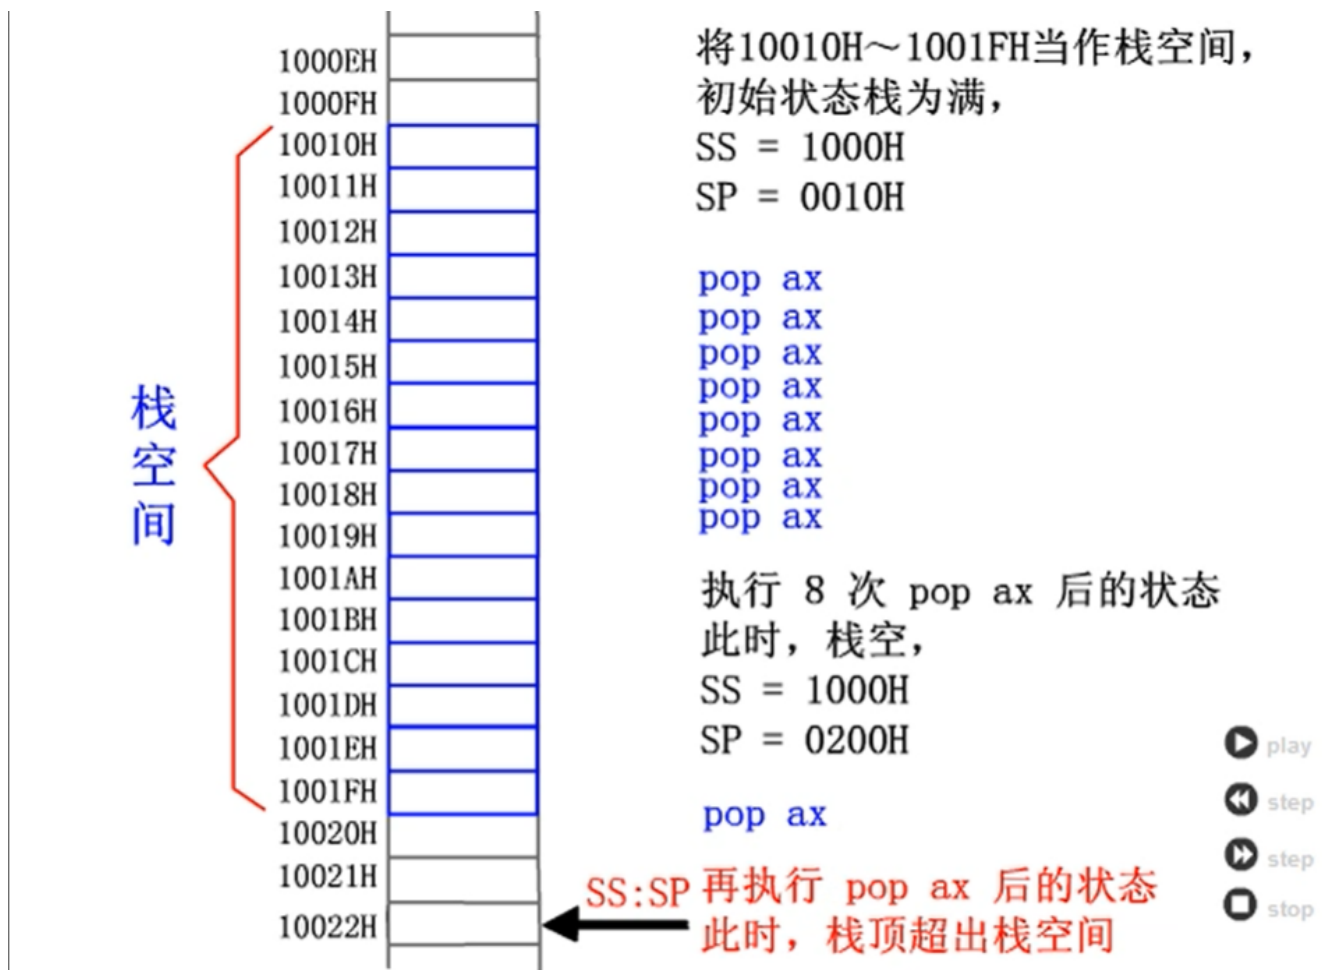 1000EH
1000FH
10010H
10011H
10012H
10013H
10014H
10015H
10016H
10017H
10018H
10019H
1001AH
1001BH
1001CH
1001DH
1001EH
1001FH
10020H
10021H
10022H
栈空间
将10010H～1001FH当作栈空间，
初始状态栈为满，
SS = 1000H
SP = 0010H
pop ax
pop ax
pop ax
pop ax
pop ax
pop ax
pop ax
pop ax
执行 8 次 pop ax 后的状态
此时，栈空，
SS = 1000H
SP = 0200H
pop ax
SS:SP
再执行 pop ax 后的状态
此时，栈顶超出栈空间
play
step
step
stop